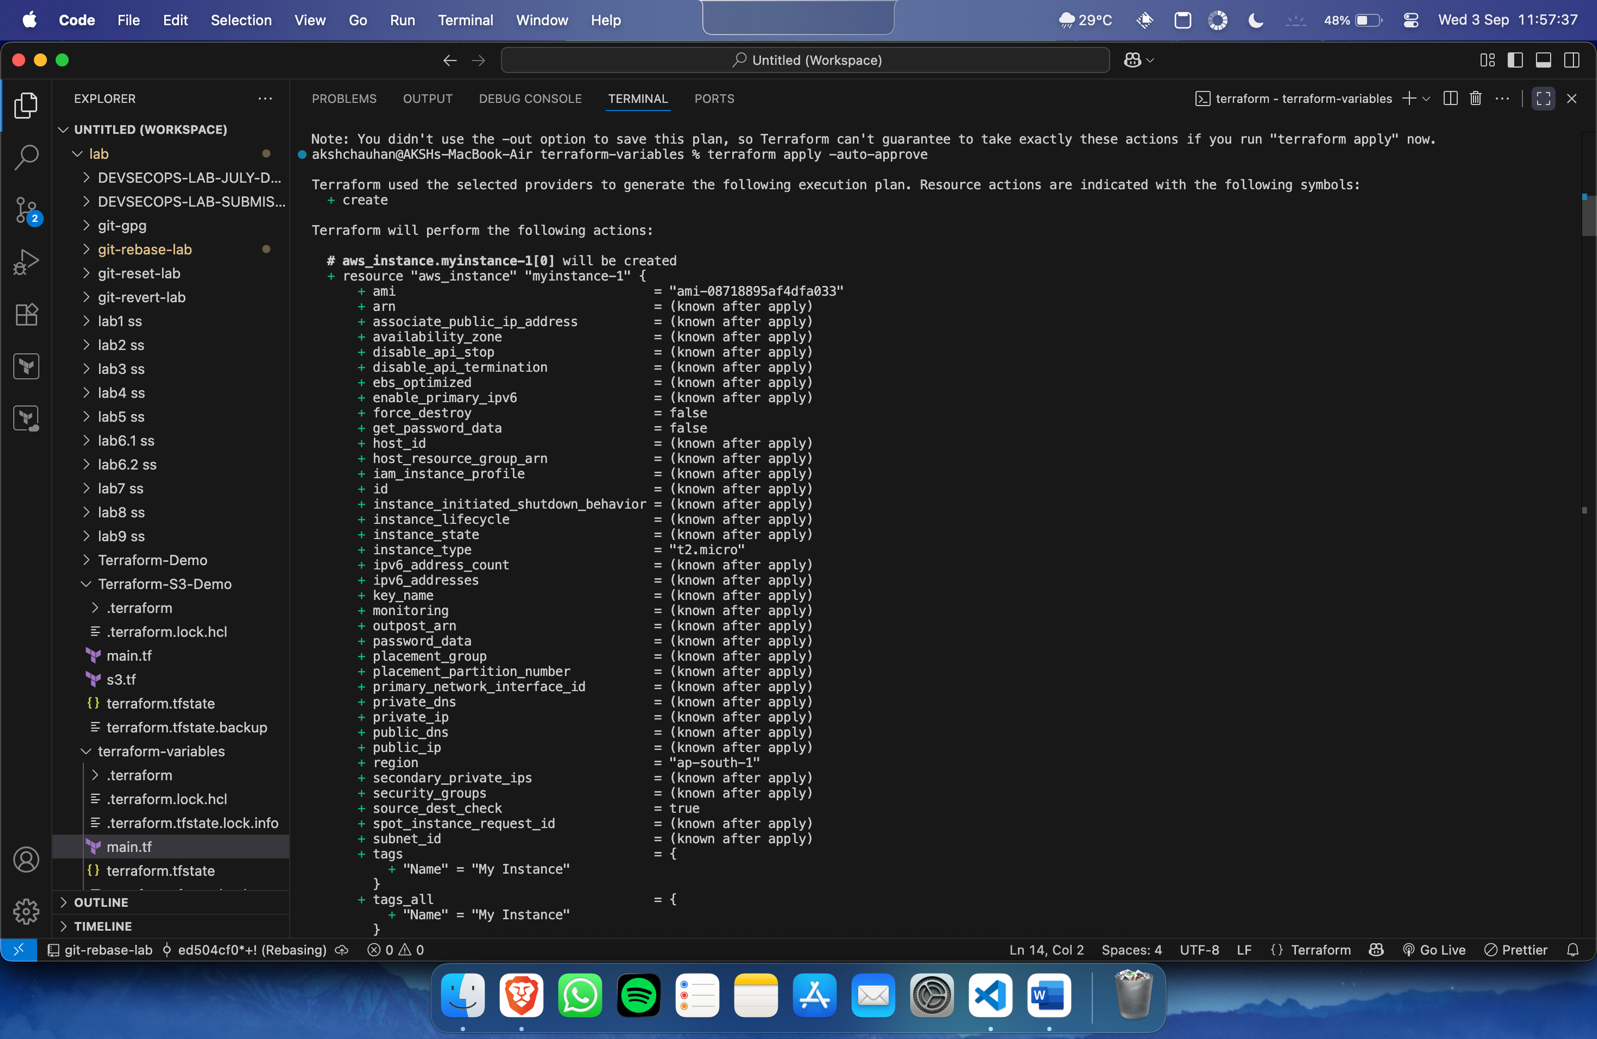 Code File Edit Selection View Go Run Terminal Window Help 29°C 48% Wed 3 Sep 11:57:37
Untitled (Workspace)
EXPLORER
PROBLEMS OUTPUT DEBUG CONSOLE TERMINAL PORTS terraform - terraform-variables
UNTITLED (WORKSPACE)
lab
DEVSECOPS-LAB-JULY-D...
DEVSECOPS-LAB-SUBMIS...
git-gpg
git-rebase-lab
git-reset-lab
git-revert-lab
lab1 ss
lab2 ss
lab3 ss
lab4 ss
lab5 ss
lab6.1 ss
lab6.2 ss
lab7 ss
lab8 ss
lab9 ss
Terraform-Demo
Terraform-S3-Demo
.terraform
.terraform.lock.hcl
main.tf
s3.tf
terraform.tfstate
terraform.tfstate.backup
terraform-variables
.terraform
.terraform.lock.hcl
.terraform.tfstate.lock.info
main.tf
terraform.tfstate
OUTLINE
TIMELINE
2
Note: You didn't use the -out option to save this plan, so Terraform can't guarantee to take exactly these actions if you run "terraform apply" now.
akshchauhan@AKSHs-MacBook-Air terraform-variables % terraform apply -auto-approve
Terraform used the selected providers to generate the following execution plan. Resource actions are indicated with the following symbols:
+ create
Terraform will perform the following actions:
# aws_instance.myinstance-1[0] will be created
+ resource "aws_instance" "myinstance-1" {
+ ami = "ami-08718895af4dfa033"
+ arn = (known after apply)
+ associate_public_ip_address = (known after apply)
+ availability_zone = (known after apply)
+ disable_api_stop = (known after apply)
+ disable_api_termination = (known after apply)
+ ebs_optimized = (known after apply)
+ enable_primary_ipv6 = (known after apply)
+ force_destroy = false
+ get_password_data = false
+ host_id = (known after apply)
+ host_resource_group_arn = (known after apply)
+ iam_instance_profile = (known after apply)
+ id = (known after apply)
+ instance_initiated_shutdown_behavior = (known after apply)
+ instance_lifecycle = (known after apply)
+ instance_state = (known after apply)
+ instance_type = "t2.micro"
+ ipv6_address_count = (known after apply)
+ ipv6_addresses = (known after apply)
+ key_name = (known after apply)
+ monitoring = (known after apply)
+ outpost_arn = (known after apply)
+ password_data = (known after apply)
+ placement_group = (known after apply)
+ placement_partition_number = (known after apply)
+ primary_network_interface_id = (known after apply)
+ private_dns = (known after apply)
+ private_ip = (known after apply)
+ public_dns = (known after apply)
+ public_ip = (known after apply)
+ region = "ap-south-1"
+ secondary_private_ips = (known after apply)
+ security_groups = (known after apply)
+ source_dest_check = true
+ spot_instance_request_id = (known after apply)
+ subnet_id = (known after apply)
+ tags = {
+ "Name" = "My Instance"
}
+ tags_all = {
+ "Name" = "My Instance"
}
git-rebase-lab ed504cf0*+! (Rebasing) 0 0 Ln 14, Col 2 Spaces: 4 UTF-8 LF {} Terraform Go Live Prettier
W